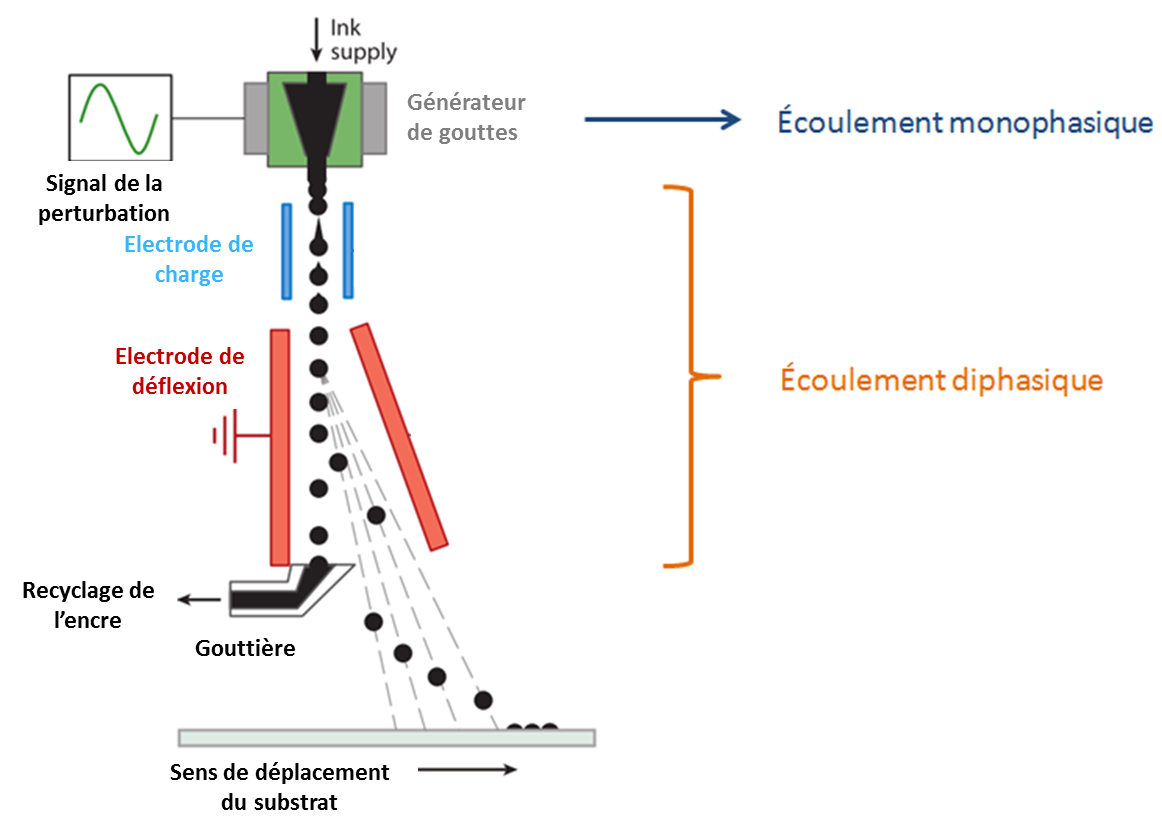 Ink
supply
Générateur
de gouttes
Écoulement monophasique
Signal de la
perturbation
Electrode de
charge
Electrode de
déflexion
Écoulement diphasique
Recyclage de
l’encre
Gouttière
Sens de déplacement
du substrat